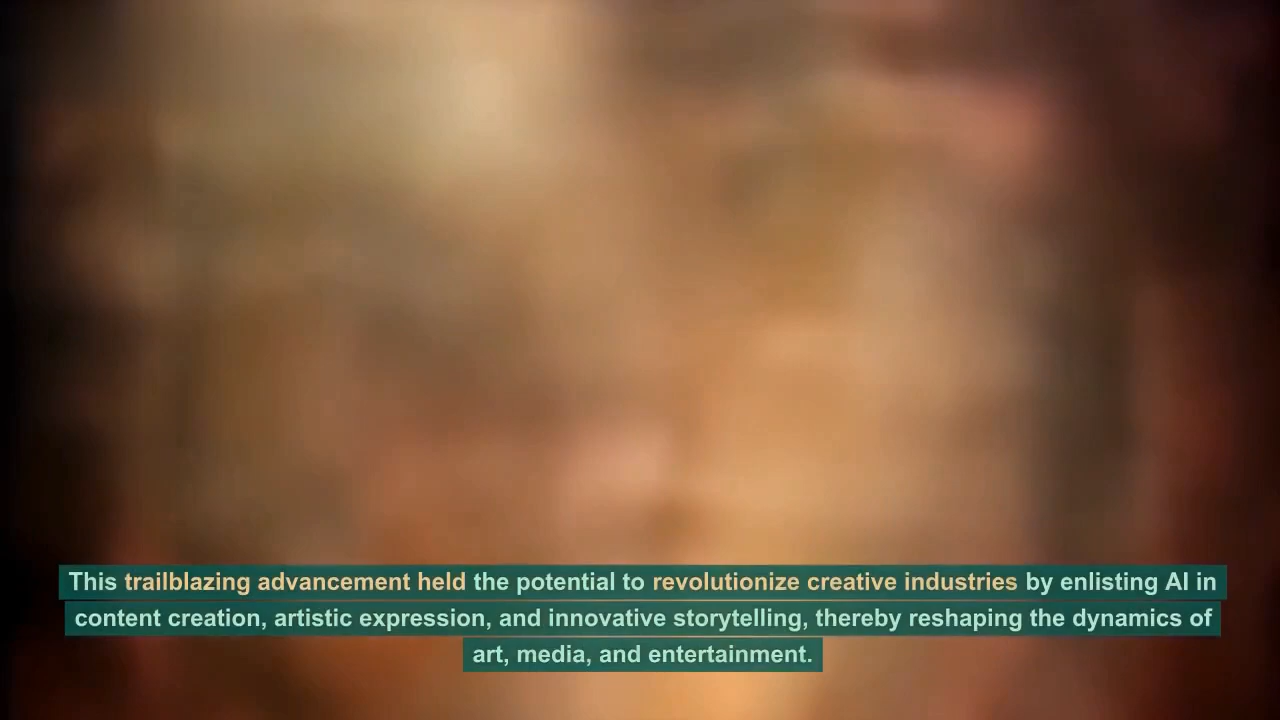 This trailblazing advancement held the potential to revolutionize creative industries by enlisting AI in
content creation, artistic expression, and innovative storytelling, thereby reshaping the dynamics of
art, media, and entertainment.